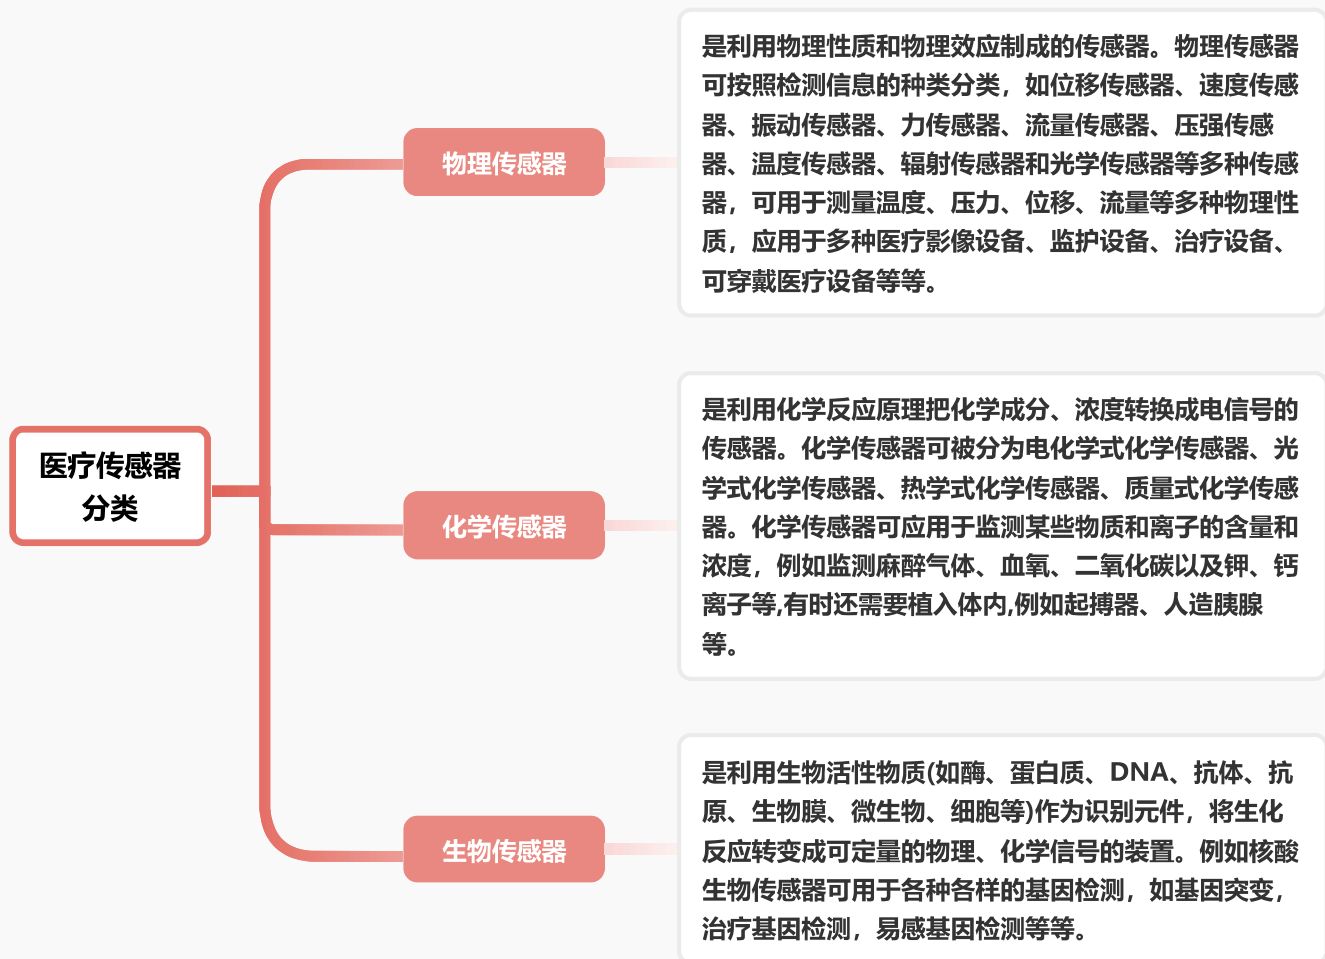 医疗传感器
分类
物理传感器
是利用物理性质和物理效应制成的传感器。物理传感器
可按照检测信息的种类分类，如位移传感器、速度传感
器、振动传感器、力传感器、流量传感器、压强传感
器、温度传感器、辐射传感器和光学传感器等多种传感
器，可用于测量温度、压力、位移、流量等多种物理性
质，应用于多种医疗影像设备、监护设备、治疗设备、
可穿戴医疗设备等等。
化学传感器
是利用化学反应原理把化学成分、浓度转换成电信号的
传感器。化学传感器可被分为电化学式化学传感器、光
学式化学传感器、热学式化学传感器、质量式化学传感
器。化学传感器可应用于监测某些物质和离子的含量和
浓度，例如监测麻醉气体、血氧、二氧化碳以及钾、钙
离子等,有时还需要植入体内,例如起搏器、人造胰腺
等。
生物传感器
是利用生物活性物质(如酶、蛋白质、DNA、抗体、抗
原、生物膜、微生物、细胞等)作为识别元件，将生化
反应转变成可定量的物理、化学信号的装置。例如核酸
生物传感器可用于各种各样的基因检测，如基因突变，
治疗基因检测，易感基因检测等等。